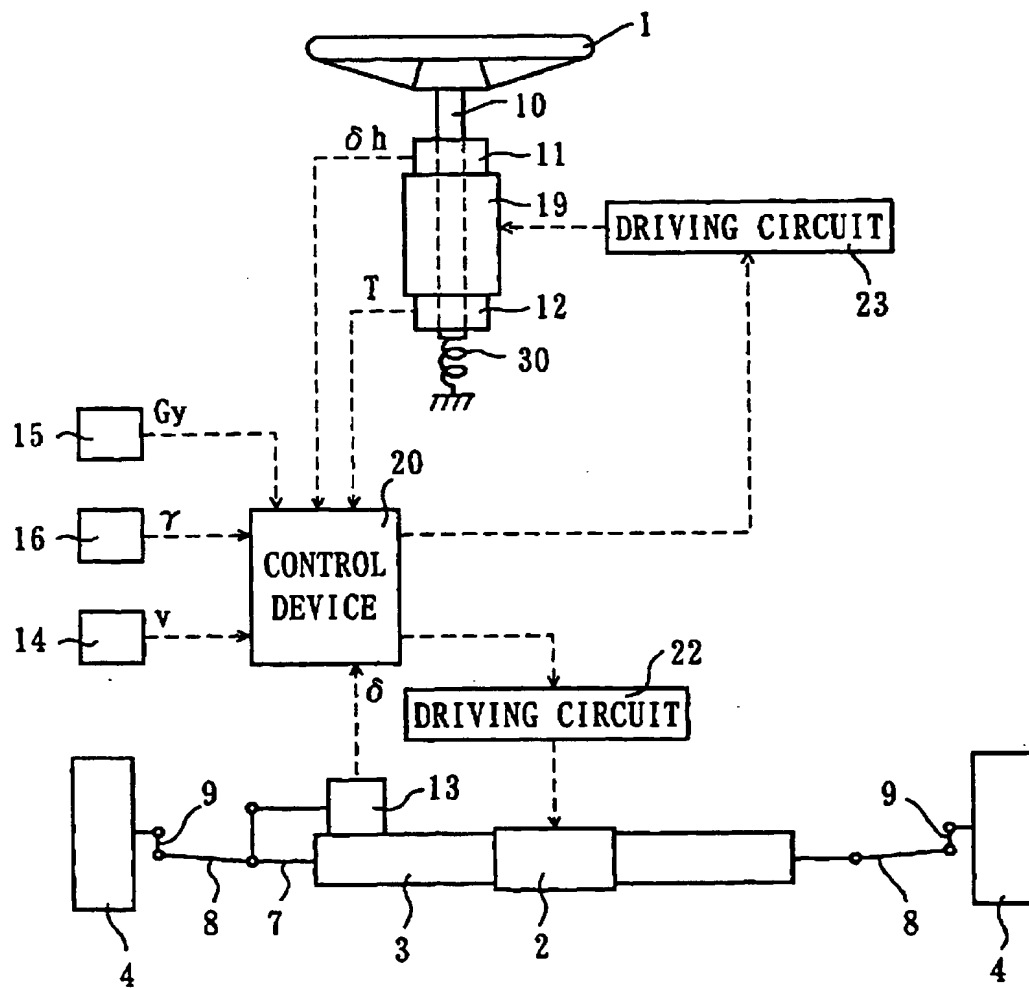 1
10
δh
11
19
DRIVING CIRCUIT
23
T
12
30
Gy
15
20
γ
16
CONTROL
DEVICE
v
14
22
δ
DRIVING CIRCUIT
13
9
9
8
7
3
2
8
4
4